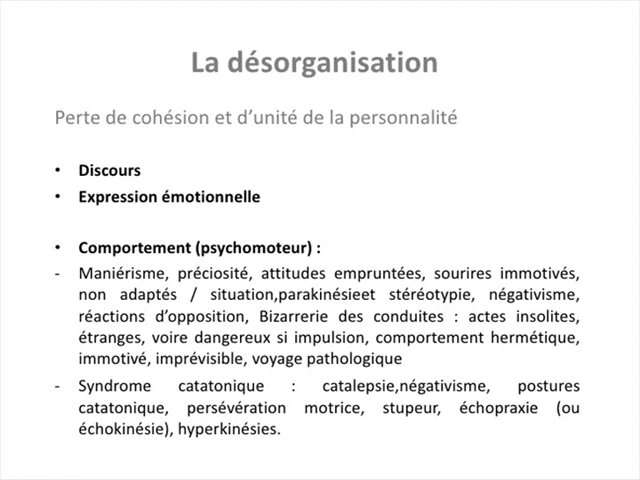 La désorganisation
Perte de cohésion et d’unité de la personnalité
• Discours
• Expression émotionnelle
• Comportement (psychomoteur) :
- Maniérisme, préciosité, attitudes empruntées, sourires immotivés,
non adaptés / situation,parakinésieet stéréotypie, négativisme,
réactions d’opposition, Bizarrerie des conduites : actes insolites,
étranges, voire dangereux si impulsion, comportement hermétique,
immotivé, imprévisible, voyage pathologique
- Syndrome catatonique : catalepsie,négativisme, postures
catatonique, persévération motrice, stupeur, échopraxie (ou
échokinésie), hyperkinésies.